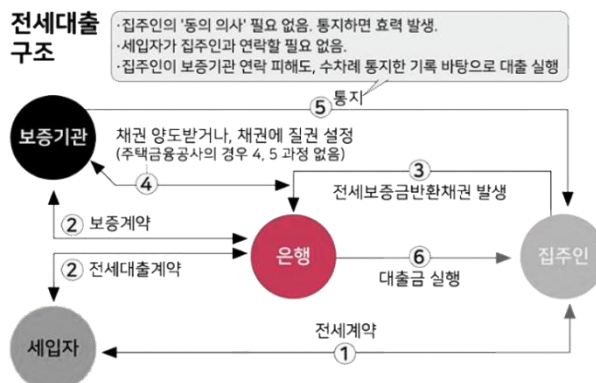 전세대출
구조
·집주인의 '동의 의사' 필요 없음. 통지하면 효력 발생.
·세입자가 집주인과 연락할 필요 없음.
·집주인이 보증기관 연락 피해도, 수차례 통지한 기록 바탕으로 대출 실행
⑤ 통지
보증기관
채권 양도받거나, 채권에 질권 설정
(주택금융공사의 경우 4, 5 과정 없음)
④
③
전세보증금반환채권 발생
② 보증계약
은행
⑥
대출금 실행
집주인
② 전세대출계약
세입자
전세계약
①